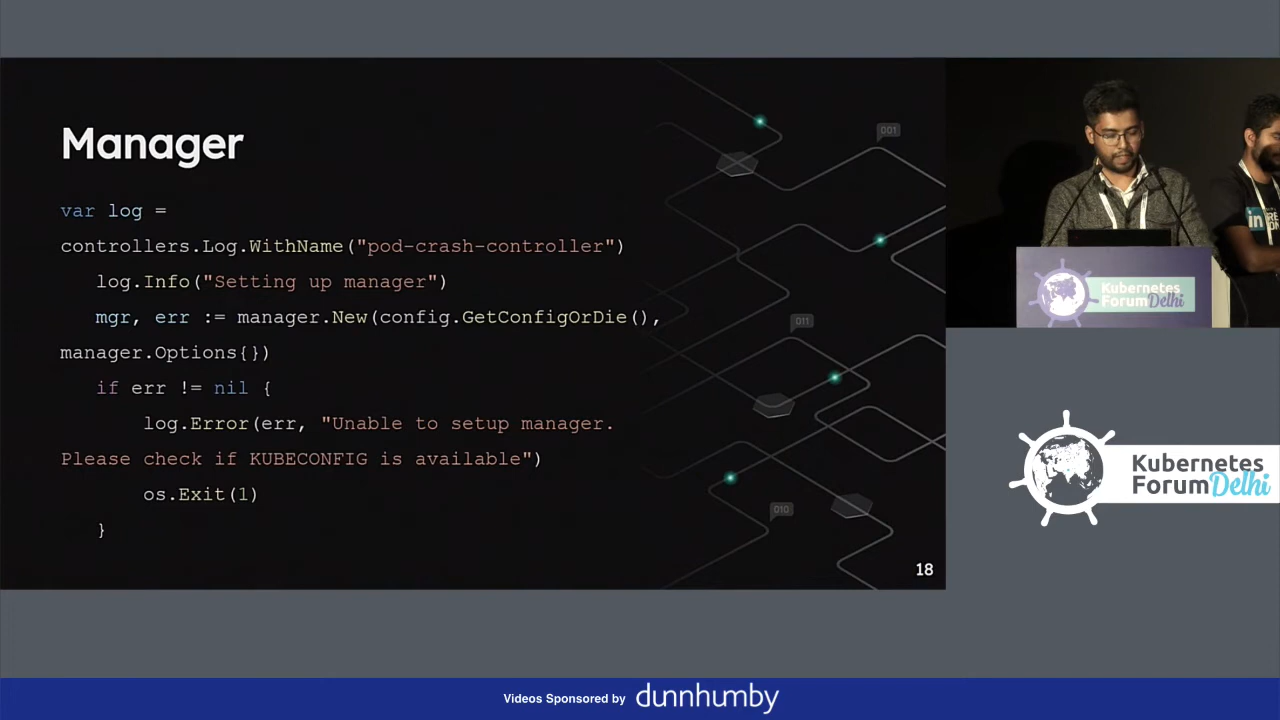 Manager
var log =
controllers.Log.WithName("pod-crash-controller")
log.Info("Setting up manager")
mgr, err := manager.New(config.GetConfigOrDie(),
manager.Options{})
if err != nil {
log.Error(err, "Unable to setup manager.
Please check if KUBECONFIG is available")
os.Exit(1)
}
001
011
010
18
in
Kubernetes
Forum Delhi
Kubernetes
Forum Delhi
Videos Sponsored by dunnhumby